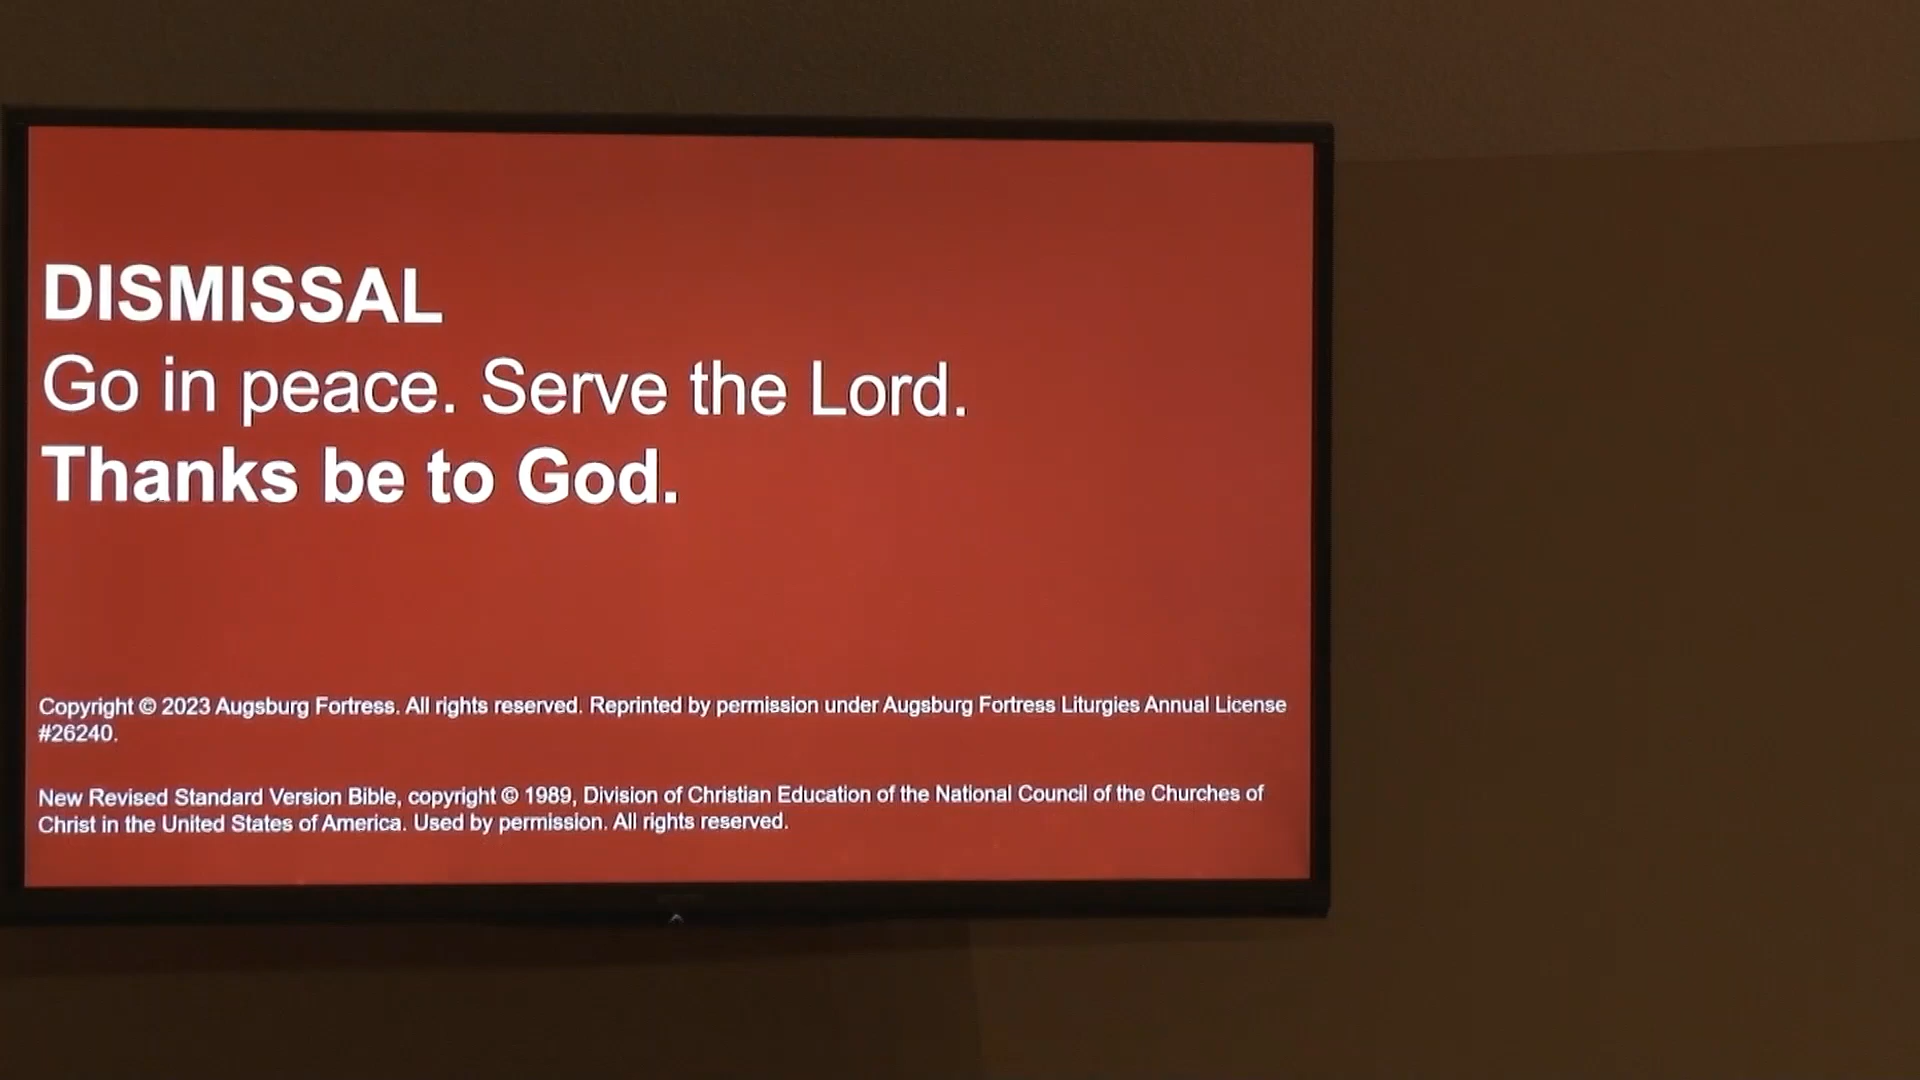 DISMISSAL
Go in peace. Serve the Lord.
Thanks be to God.
Copyright © 2023 Augsburg Fortress. All rights reserved. Reprinted by permission under Augsburg Fortress Liturgies Annual License
#26240.
New Revised Standard Version Bible, copyright © 1989, Division of Christian Education of the National Council of the Churches of
Christ in the United States of America. Used by permission. All rights reserved.